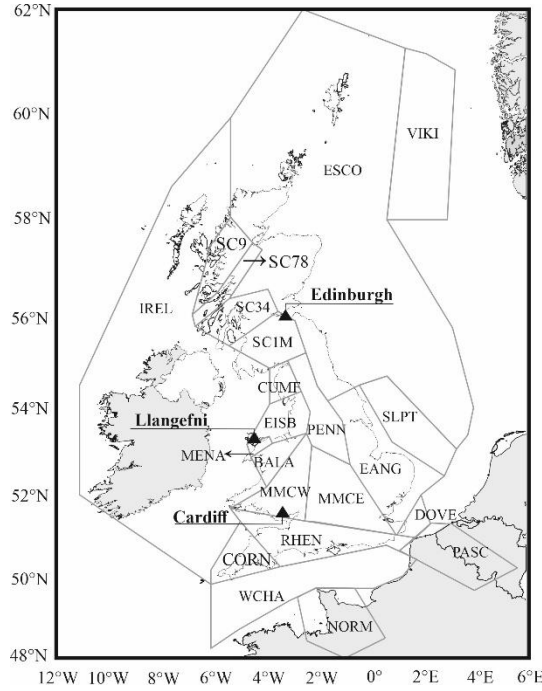 62°N
60°N
VIKI
ESCO
58°N
SC9
SC78
IREL
Edinburgh
SC34
56°N
SC1M
CUMF
54°N
Llangefni
EISB
SLPT
PENN
MENA
BALA
EANG
MMCW
MMCE
52°N
DOVE
Cardiff
RHEN
PASC
CORN
50°N
WCHA
NORM
48°N
12°W 10°W 8°W 6°W 4°W 2°W 0° 2°E 4°E 6°E